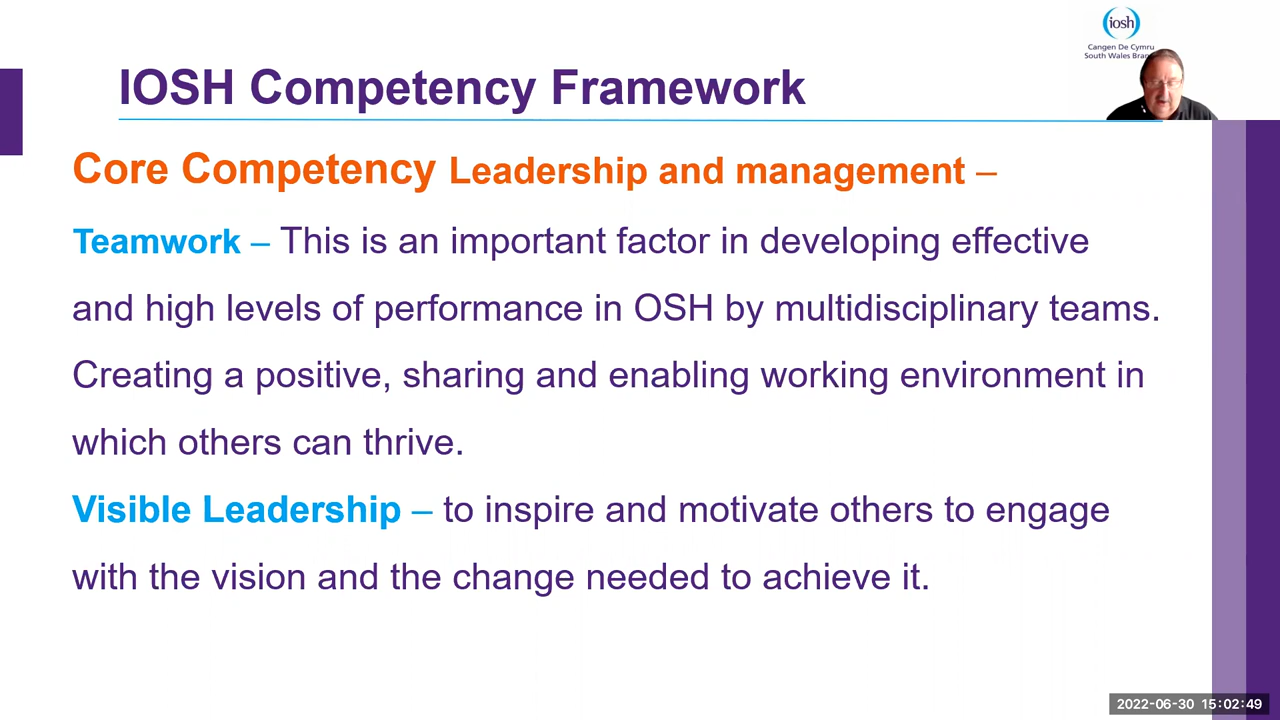 iosh
Cangen De Cymru
South Wales
IOSH Competency Framework
Core Competency Leadership and management –
Teamwork – This is an important factor in developing effective
and high levels of performance in OSH by multidisciplinary teams.
Creating a positive, sharing and enabling working environment in
which others can thrive.
Visible Leadership – to inspire and motivate others to engage
with the vision and the change needed to achieve it.
2022-06-30 15:02:49